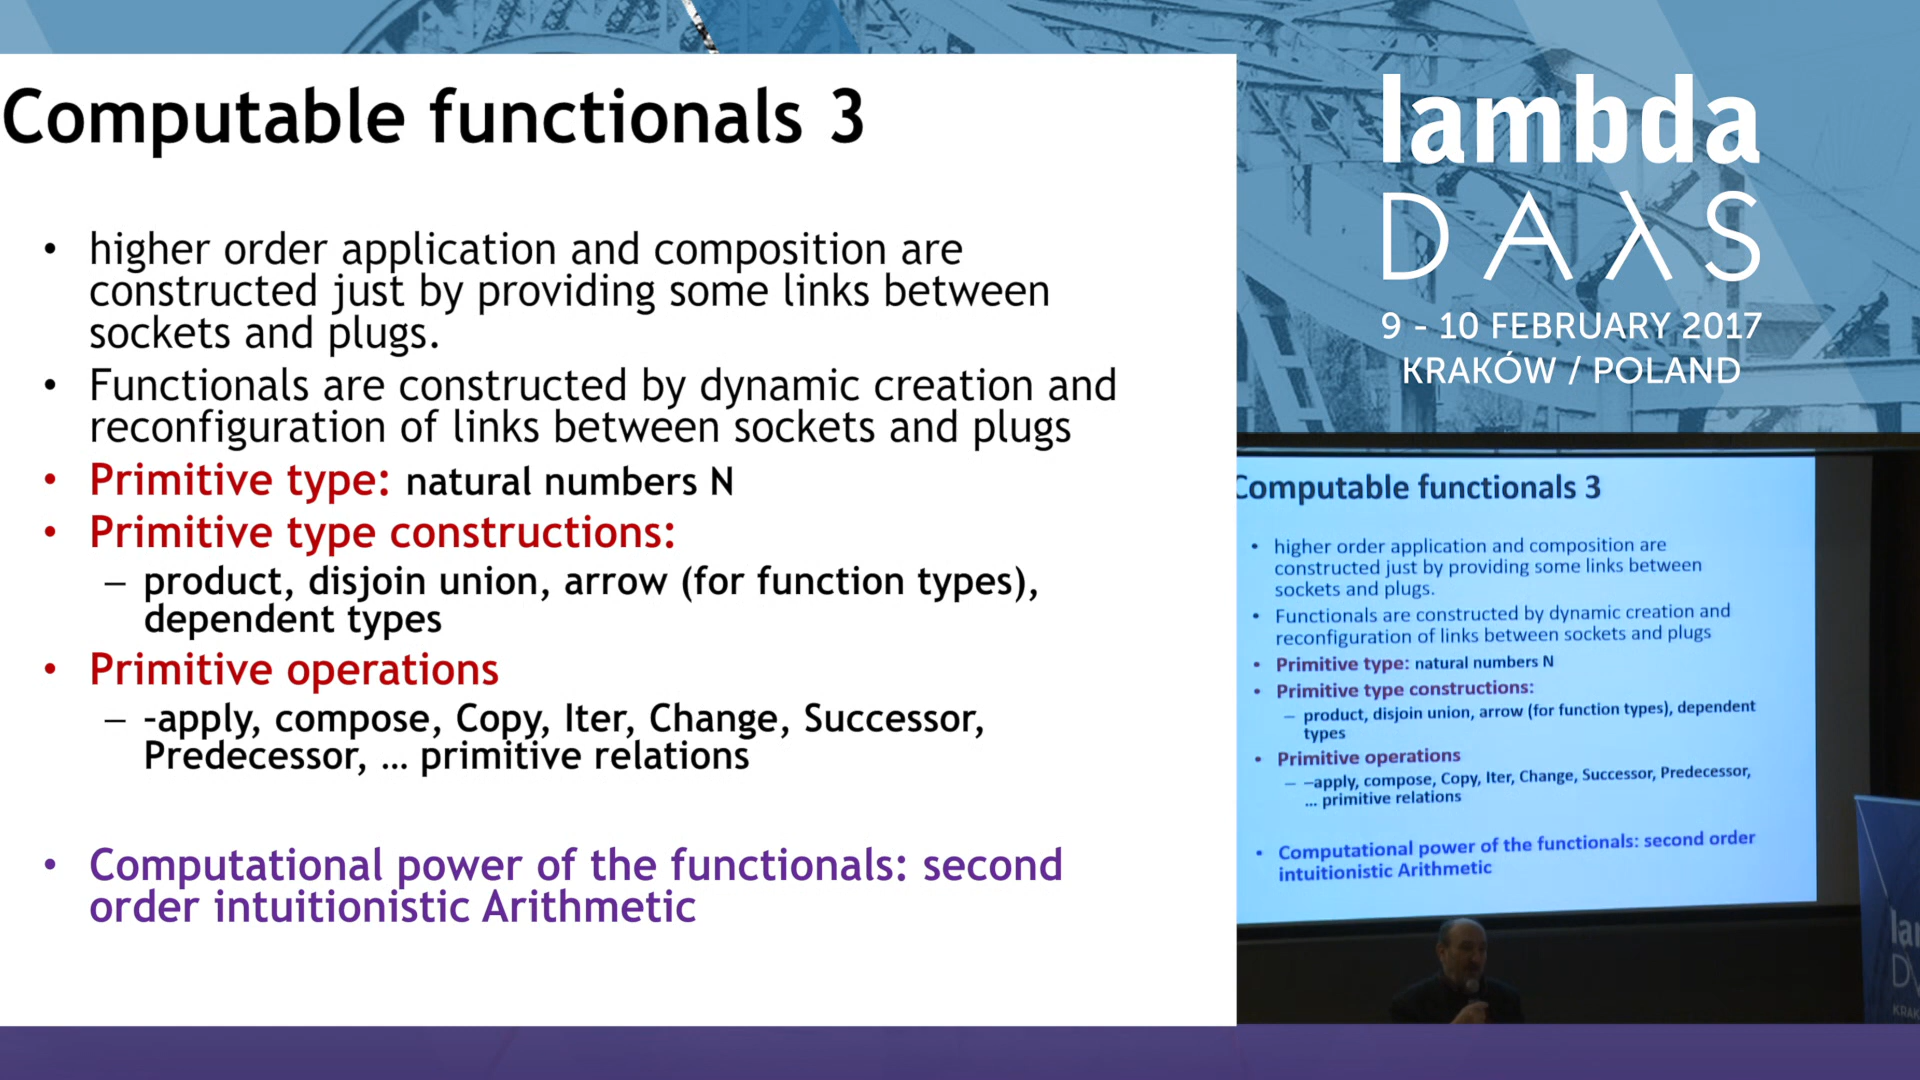 Computable functionals 3
• higher order application and composition are
constructed just by providing some links between
sockets and plugs.
• Functionals are constructed by dynamic creation and
reconfiguration of links between sockets and plugs
• Primitive type: natural numbers N
• Primitive type constructions:
– product, disjoin union, arrow (for function types),
dependent types
• Primitive operations
– –apply, compose, Copy, Iter, Change, Successor,
Predecessor, … primitive relations
• Computational power of the functionals: second
order intuitionistic Arithmetic
lambda
DAλS
9 - 10 FEBRUARY 2017
KRAKÓW / POLAND
Computable functionals 3
• higher order application and composition are
constructed just by providing some links between
sockets and plugs.
• Functionals are constructed by dynamic creation and
reconfiguration of links between sockets and plugs
• Primitive type: natural numbers N
• Primitive type constructions:
– product, disjoin union, arrow (for function types), dependent
types
• Primitive operations
– –apply, compose, Copy, Iter, Change, Successor, Predecessor,
… primitive relations
• Computational power of the functionals: second order
intuitionistic Arithmetic
la
D
KRAK